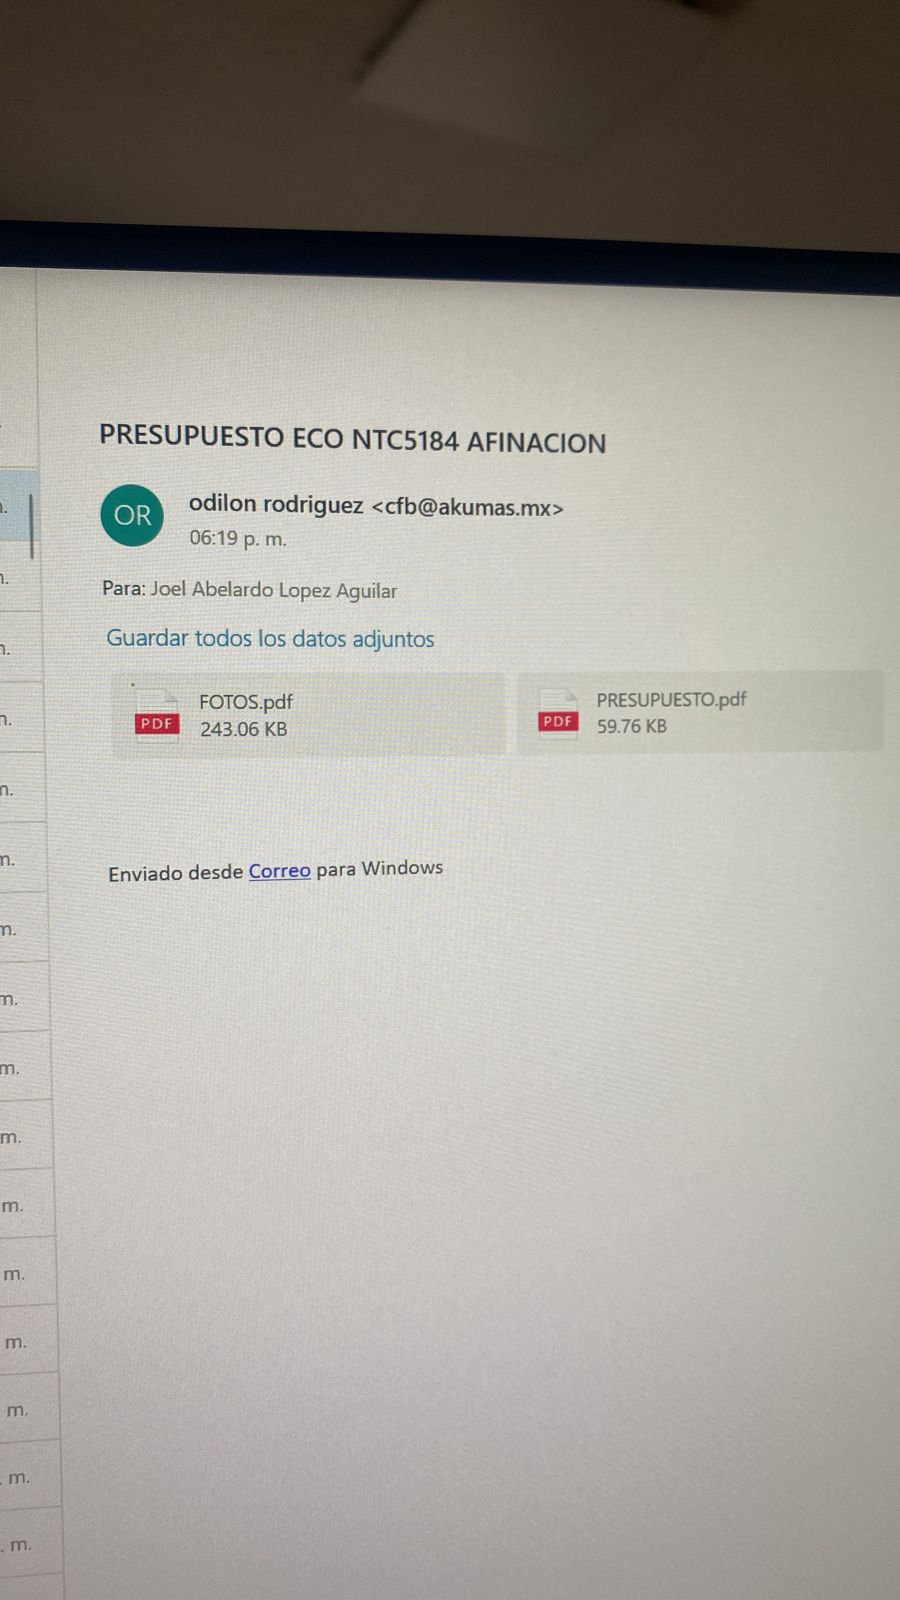 PRESUPUESTO ECO NTC5184 AFINACION
OR
odilon rodriguez <cfb@akumas.mx>
06:19 p. m.
Para: Joel Abelardo Lopez Aguilar
Guardar todos los datos adjuntos
PDF
FOTOS.pdf
243.06 KB
PDF
PRESUPUESTO.pdf
59.76 KB
Enviado desde Correo para Windows
m.
m.
m.
m.
m.
m.
m.
m.
m.
m.
m.
m.
m.
m.
. m.
. m.